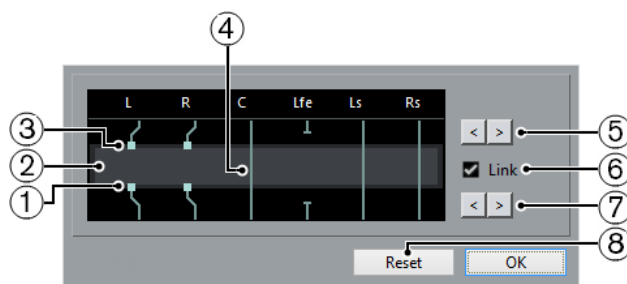 ④
L R C Lfe Ls Rs
③
< > ⑤
②
Link ⑥
①
< > ⑦
⑧
Reset OK